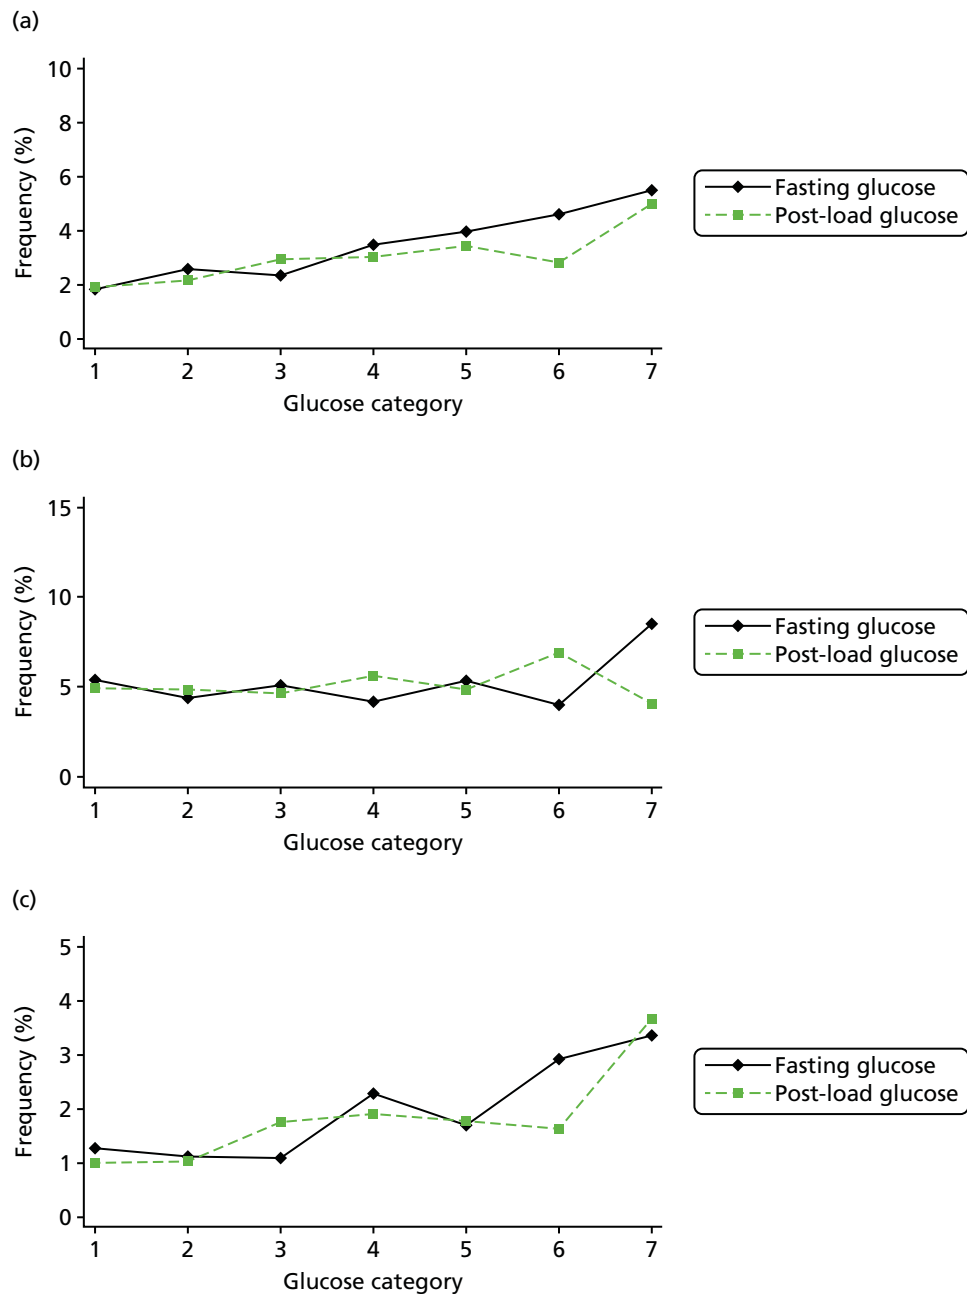 (a)
10
8
6
4
2
0
Frequency (%)
1 2 3 4 5 6 7
Glucose category
Fasting glucose
Post-load glucose
(b)
15
10
5
0
Frequency (%)
1 2 3 4 5 6 7
Glucose category
Fasting glucose
Post-load glucose
(c)
5
4
3
2
1
0
Frequency (%)
1 2 3 4 5 6 7
Glucose category
Fasting glucose
Post-load glucose